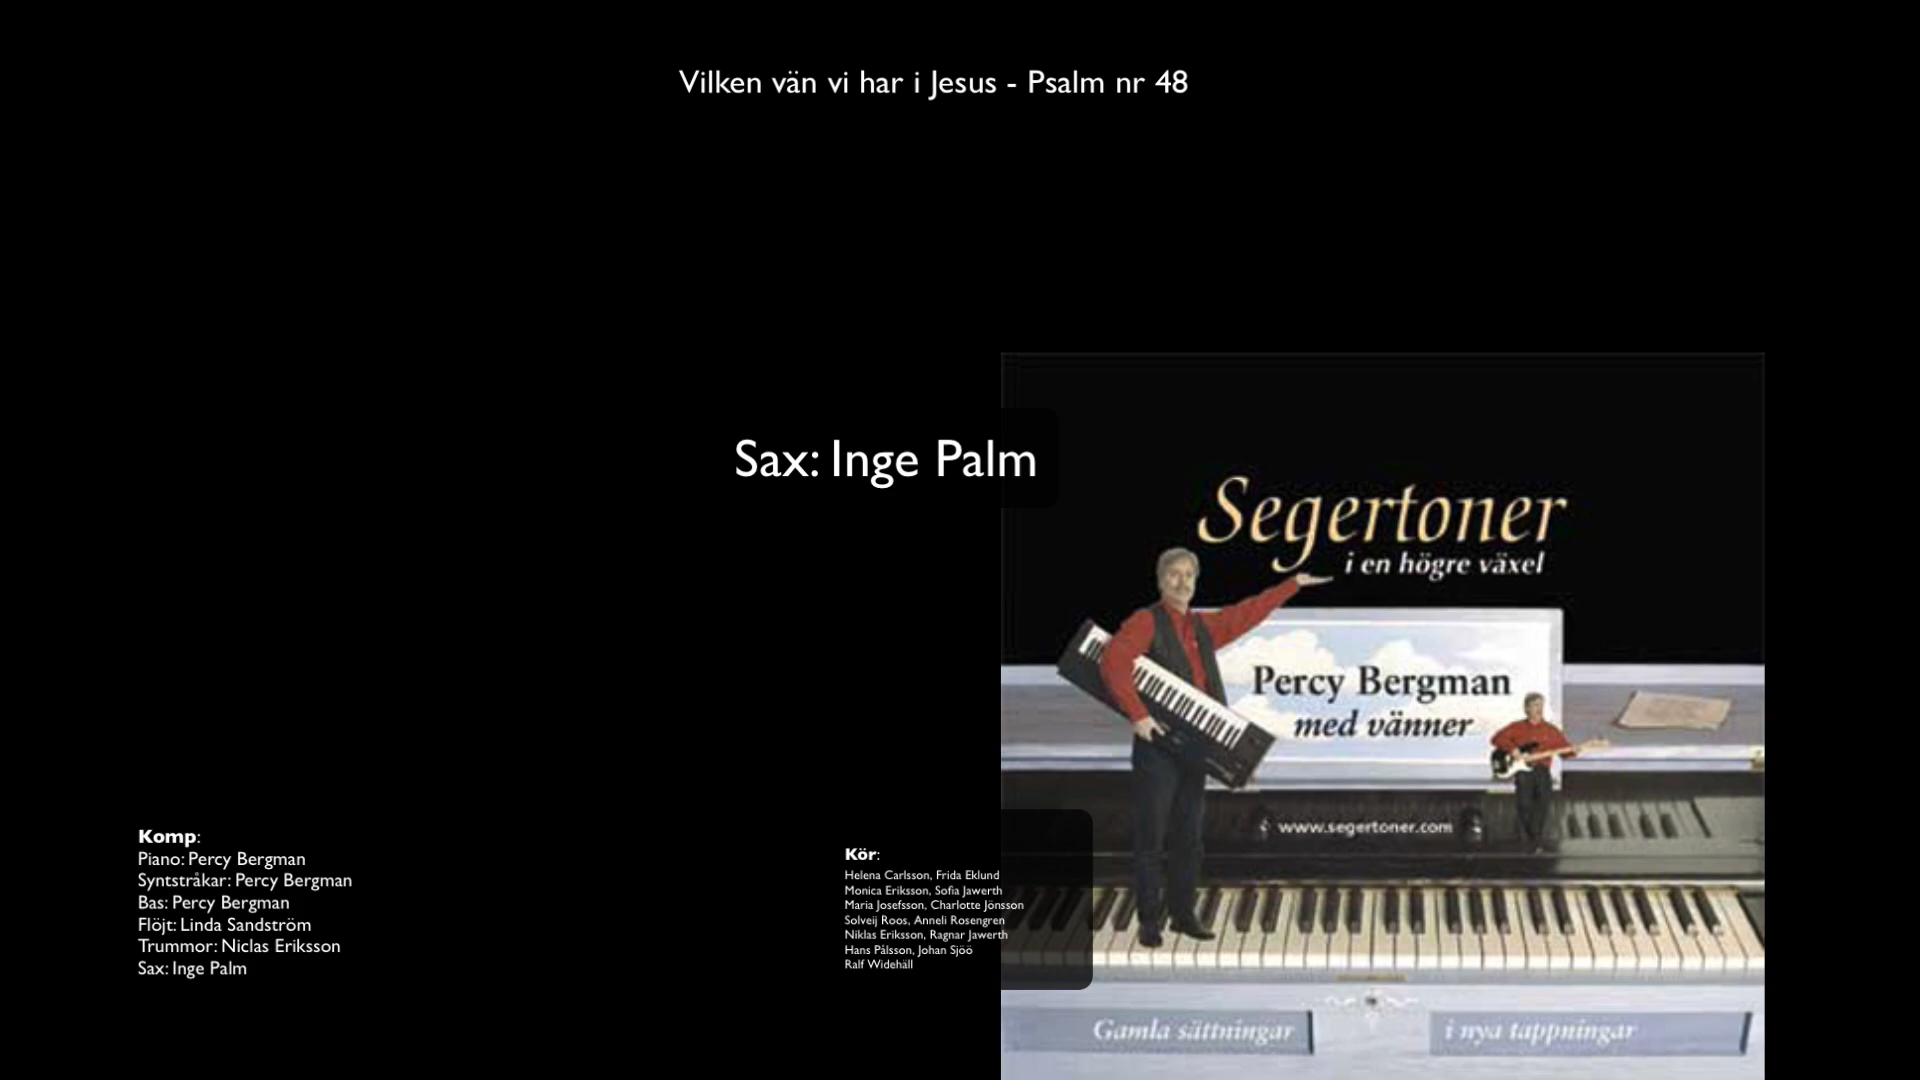 Vilken vän vi har i Jesus - Psalm nr 48
Sax: Inge Palm
Segertoner
i en högre växel
Percy Bergman
med vänner
www.segertoner.com
Komp:
Piano: Percy Bergman
Syntstråkar: Percy Bergman
Bas: Percy Bergman
Flöjt: Linda Sandström
Trummor: Niclas Eriksson
Sax: Inge Palm
Kör:
Helena Carlsson, Frida Eklund
Monica Eriksson, Sofia Jawerth
Maria Josefsson, Charlotte Jönsson
Solveij Roos, Anneli Rosengren
Niklas Eriksson, Ragnar Jawerth
Hans Pålsson, Johan Sjöö
Ralf Widehäll
Gamla sättningar
i nya tappningar